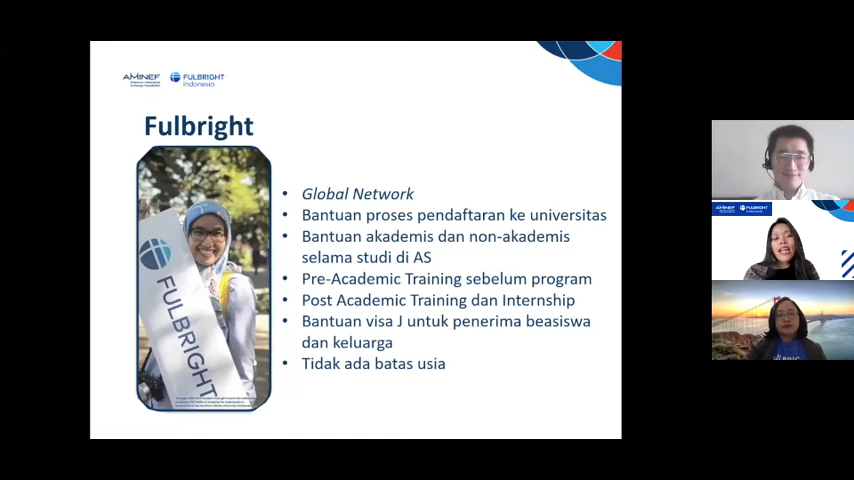 AMINEF
FULBRIGHT
Indonesia
Fulbright
FULBRIGHT
• Global Network
• Bantuan proses pendaftaran ke universitas
• Bantuan akademis dan non-akademis
selama studi di AS
• Pre-Academic Training sebelum program
• Post Academic Training dan Internship
• Bantuan visa J untuk penerima beasiswa
dan keluarga
• Tidak ada batas usia
AMINEF
FULBRIGHT